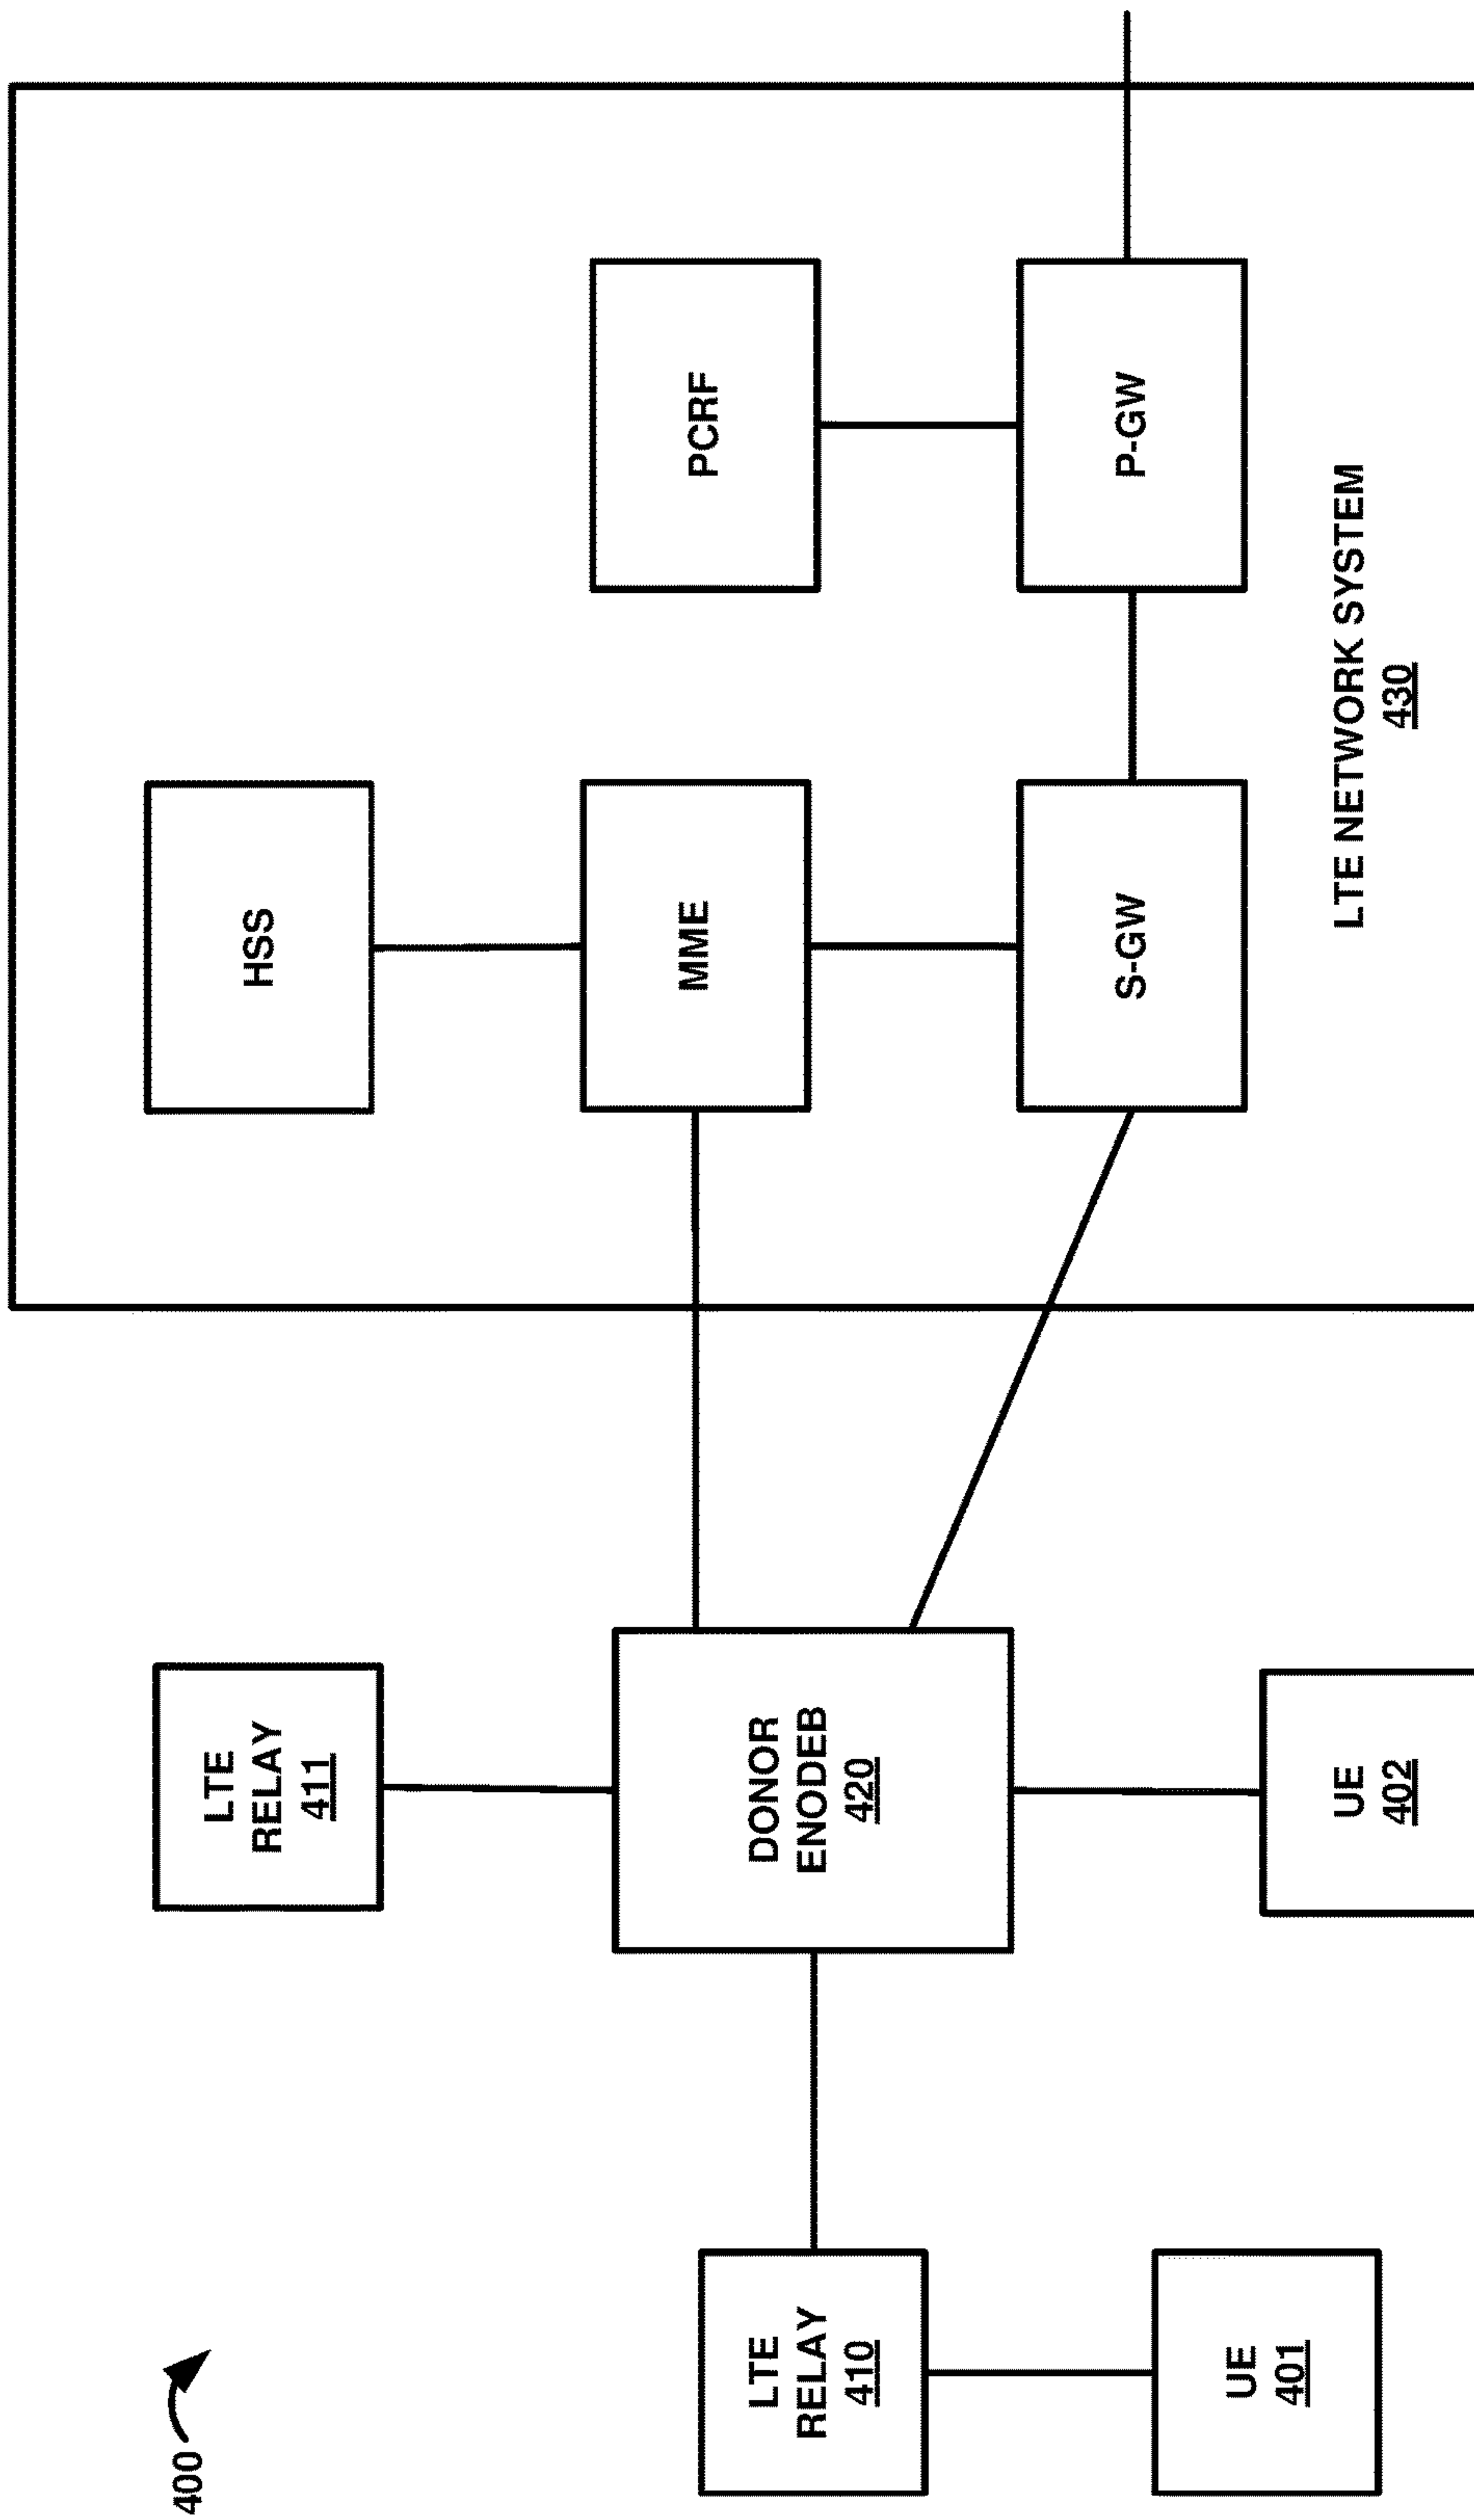 400
LTE
RELAY
411
HSS
LTE
RELAY
410
DONOR
ENODEB
420
MME
PCRF
UE
401
UE
402
S-GW
P-GW
LTE NETWORK SYSTEM
430